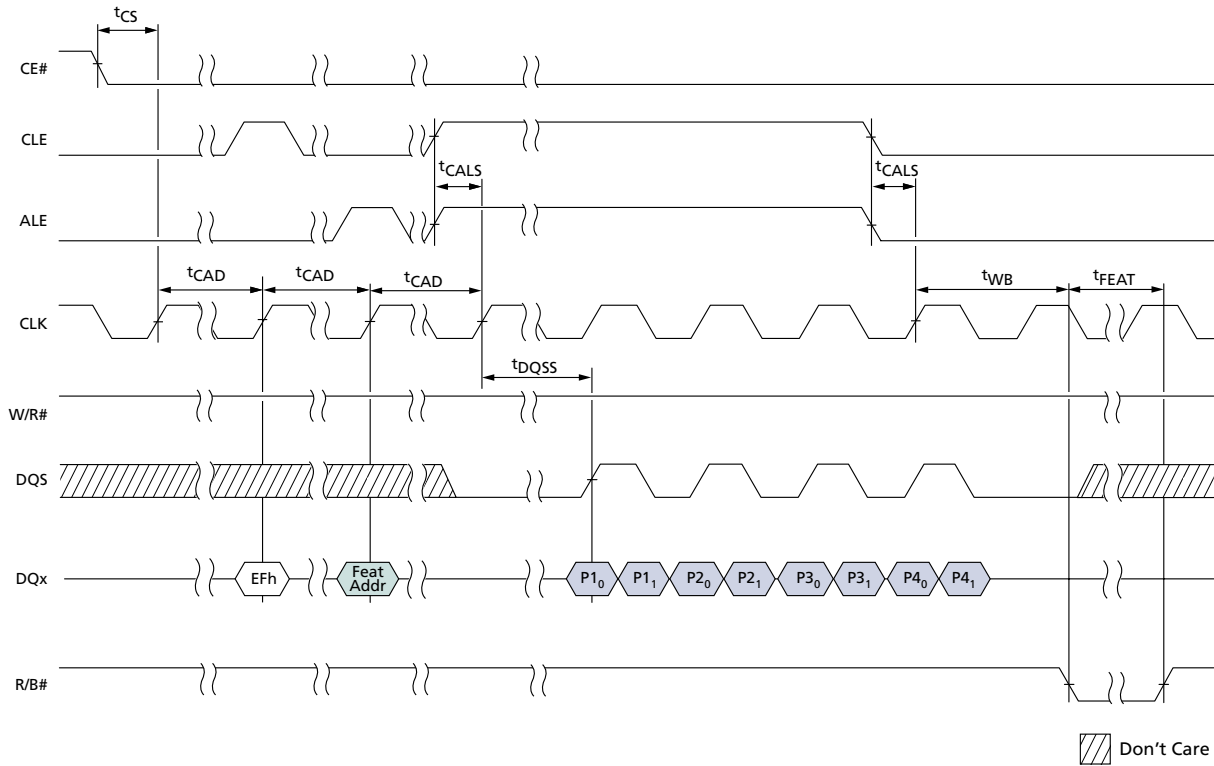 tCS
CE#
CLE
tCALS tCALS
ALE
tCAD tCAD tCAD tWB tFEAT
CLK
tDQSS
W/R#
DQS
DQx EFh Feat Addr P1₀ P1₁ P2₀ P2₁ P3₀ P3₁ P4₀ P4₁
R/B#
Don't Care